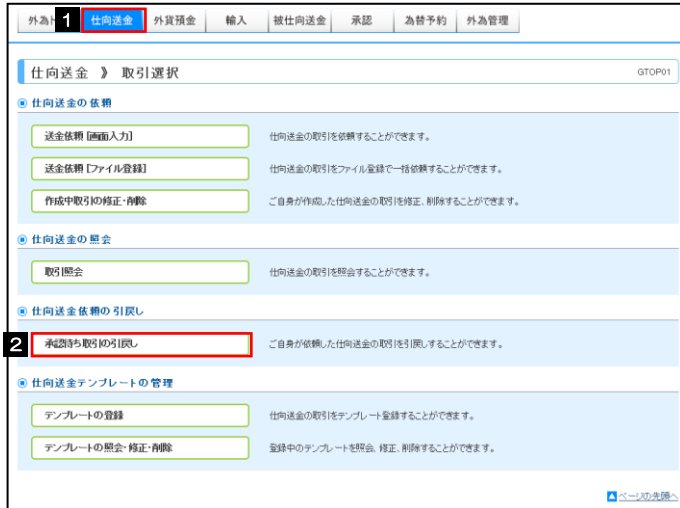 外為ト 1 仕向送金 外貨預金 輸入 被仕向送金 承認 為替予約 外為管理
仕向送金 》 取引選択 GTOP01
仕向送金の依頼
送金依頼[画面入力] 仕向送金の取引を依頼することができます。
送金依頼[ファイル登録] 仕向送金の取引をファイル登録で一括依頼することができます。
作成中取引の修正・削除 ご自身が作成した仕向送金の取引を修正、削除することができます。
仕向送金の照会
取引照会 仕向送金の取引を照会することができます。
仕向送金依頼の引戻し
2 承認待ち取引の引戻し ご自身が依頼した仕向送金の取引を引戻しすることができます。
仕向送金テンプレートの管理
テンプレートの登録 仕向送金の取引をテンプレート登録することができます。
テンプレートの照会・修正・削除 登録中のテンプレートを照会、修正、削除することができます。
ページの先頭へ